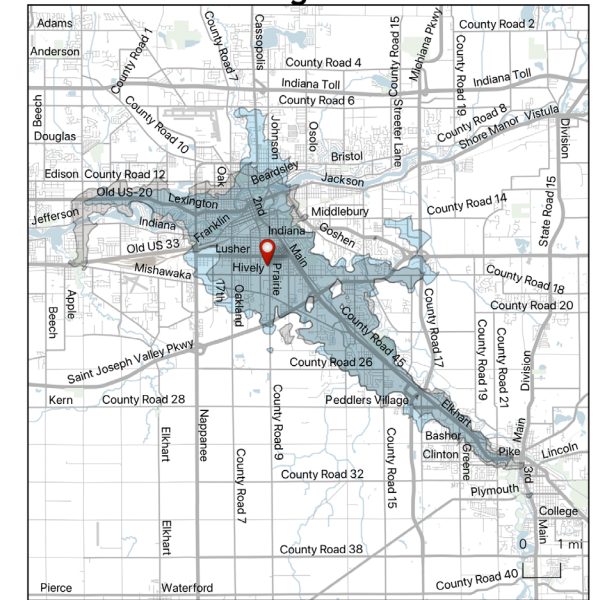 Adams
County Road 1
County Road 7
Cassopolis
County Road 15
Michiana Pkwy
County Road 2
Anderson
County Road 4
County Road 19
Indiana Toll
Indiana Toll
County Road 6
Beech
Douglas
County Road 10
Johnson
Osolo
Streeter Lane
County Road 8
Shore Manor
Vistula
Division
Bristol
Edison
County Road 12
Oak
Beardsley
Jackson
Old US-20
Lexington
2nd
Middlebury
County Road 14
State Road 15
Jefferson
Indiana
Franklin
Indiana
Goshen
Old US 33
Lusher
Main
Mishawaka
Hively
Prairie
County Road 18
17th
Oakland
Apple
Beech
County Road 20
County Road 45
County Road 17
Saint Joseph Valley Pkwy
County Road 26
County Road 19
County Road 21
Division
Kern
County Road 28
Peddlers Village
Elkhart
Elkhart
Nappanee
County Road 9
Bashor
Clinton
Greene
Pike
Main
Lincoln
County Road 7
County Road 32
County Road 15
3rd
Plymouth
College
Elkhart
Main
County Road 38
0 1 mi
Pierce
Waterford
County Road 40